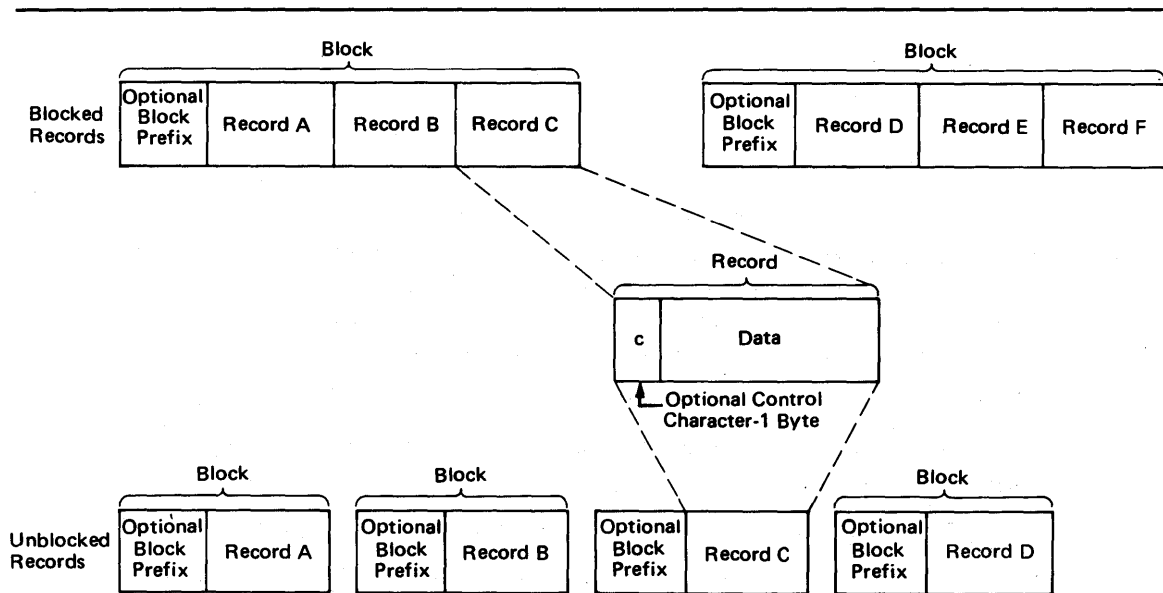 Block
Block
Blocked
Records
Optional
Block
Prefix
Record A
Record B
Record C
Optional
Block
Prefix
Record D
Record E
Record F
Record
c
Data
Optional Control
Character-1 Byte
Block
Block
Block
Unblocked
Records
Optional
Block
Prefix
Record A
Optional
Block
Prefix
Record B
Optional
Block
Prefix
Record C
Optional
Block
Prefix
Record D